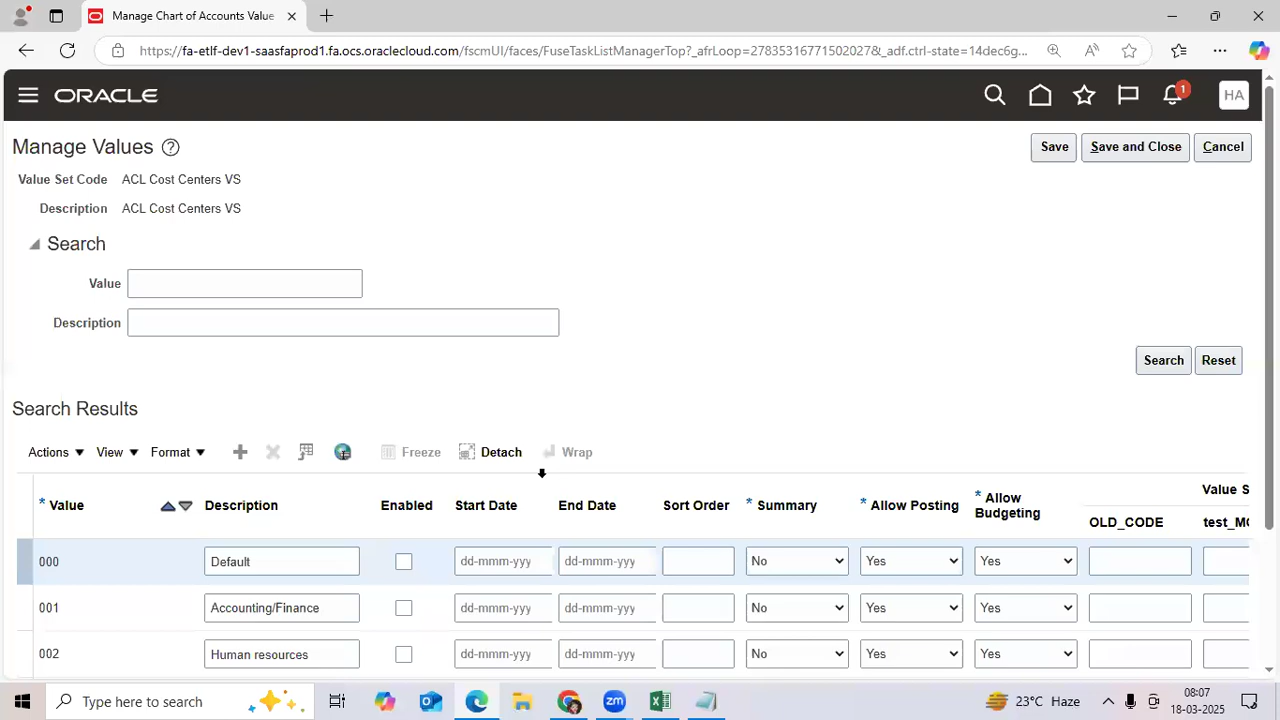 Manage Chart of Accounts Value
https://fa-etlf-dev1-saasfaprod1.fa.ocs.oraclecloud.com/fscmUI/faces/FuseTaskListManagerTop?_afrLoop=278353167715020027&_adf.ctrl-state=14dec6g...
ORACLE
1
HA
Manage Values
Save
Save and Close
Cancel
Value Set Code ACL Cost Centers VS
Description ACL Cost Centers VS
Search
Value
Description
Search
Reset
Search Results
Actions View Format Freeze Detach Wrap
Value S
* Value Description Enabled Start Date End Date Sort Order * Summary * Allow Posting * Allow Budgeting OLD_CODE test_MC
000 Default dd-mmm-yyy dd-mmm-yyy No Yes Yes
001 Accounting/Finance dd-mmm-yyy dd-mmm-yyy No Yes Yes
002 Human resources dd-mmm-yyy dd-mmm-yyy No Yes Yes
Type here to search
zm
23°C Haze
08:07
18-03-2025